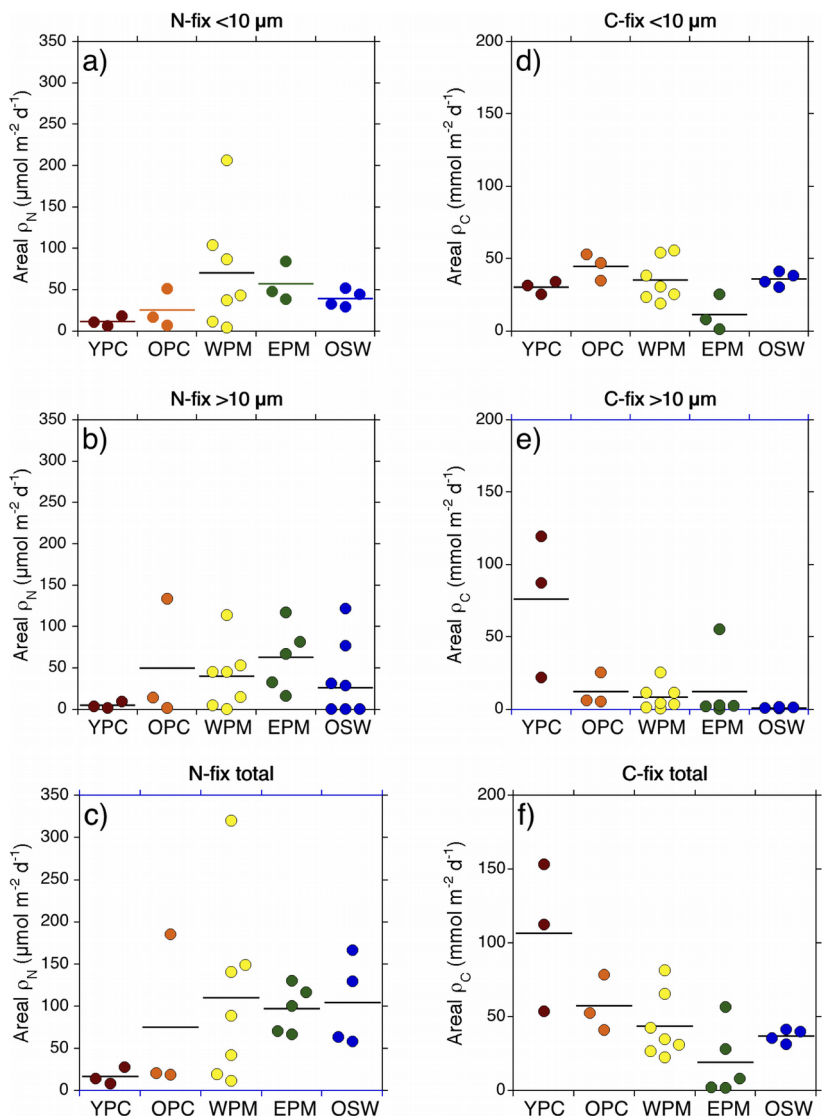 N-fix <10 µm
a)
350
300
250
200
150
100
50
0
Areal ρN (µmol m⁻² d⁻¹)
YPC OPC WPM EPM OSW
C-fix <10 µm
d)
200
150
100
50
0
Areal ρC (mmol m⁻² d⁻¹)
YPC OPC WPM EPM OSW
N-fix >10 µm
b)
350
300
250
200
150
100
50
0
Areal ρN (µmol m⁻² d⁻¹)
YPC OPC WPM EPM OSW
C-fix >10 µm
e)
200
150
100
50
0
Areal ρC (mmol m⁻² d⁻¹)
YPC OPC WPM EPM OSW
N-fix total
c)
350
300
250
200
150
100
50
0
Areal ρN (µmol m⁻² d⁻¹)
YPC OPC WPM EPM OSW
C-fix total
f)
200
150
100
50
0
Areal ρC (mmol m⁻² d⁻¹)
YPC OPC WPM EPM OSW